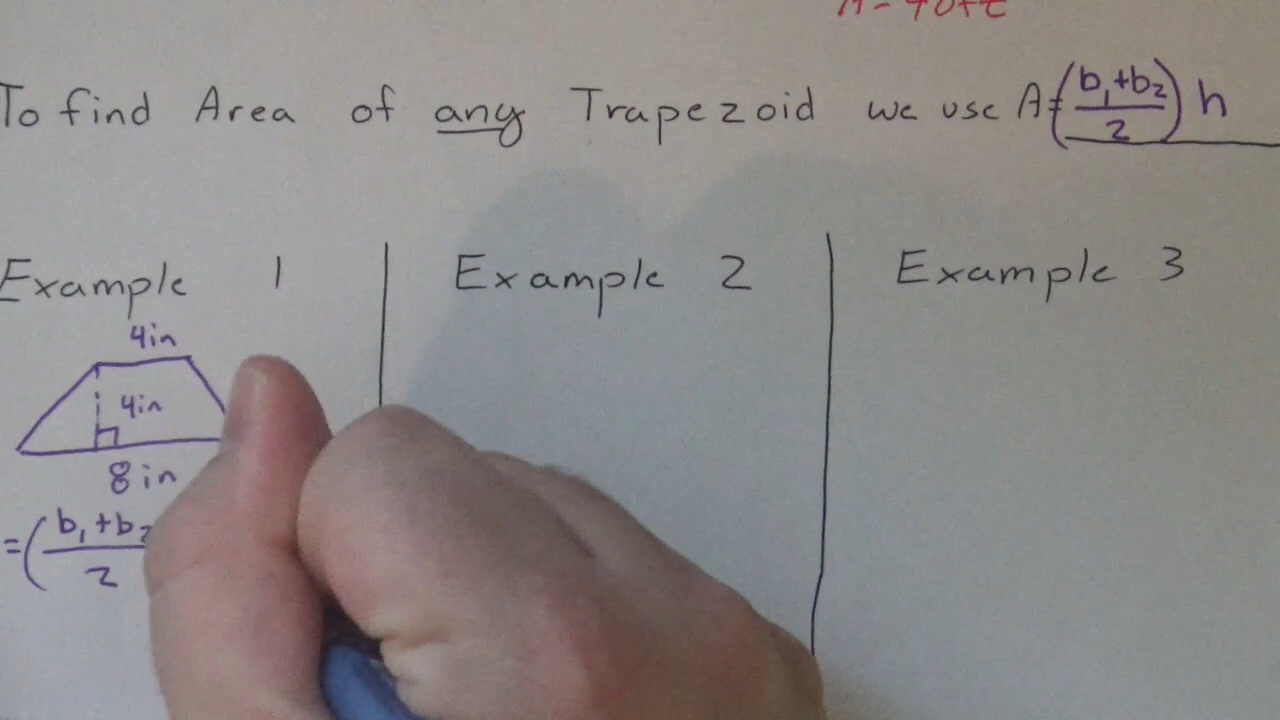 To find Area of any Trapezoid we use A=(b₁+b₂/2)h
Example 1
Example 2
Example 3
4in
4in
8in
=(b₁+b₂/2